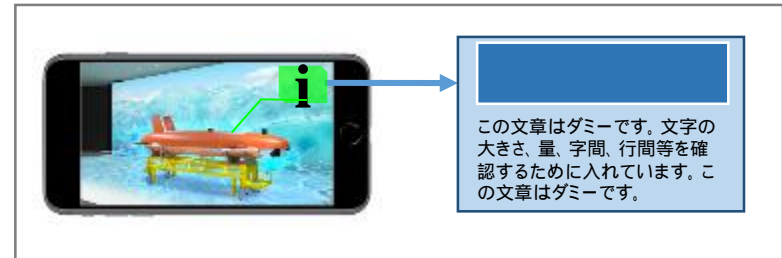 i
この文章はダミーです。文字の
大きさ、量、字間、行間等を確
認するために入れています。こ
の文章はダミーです。